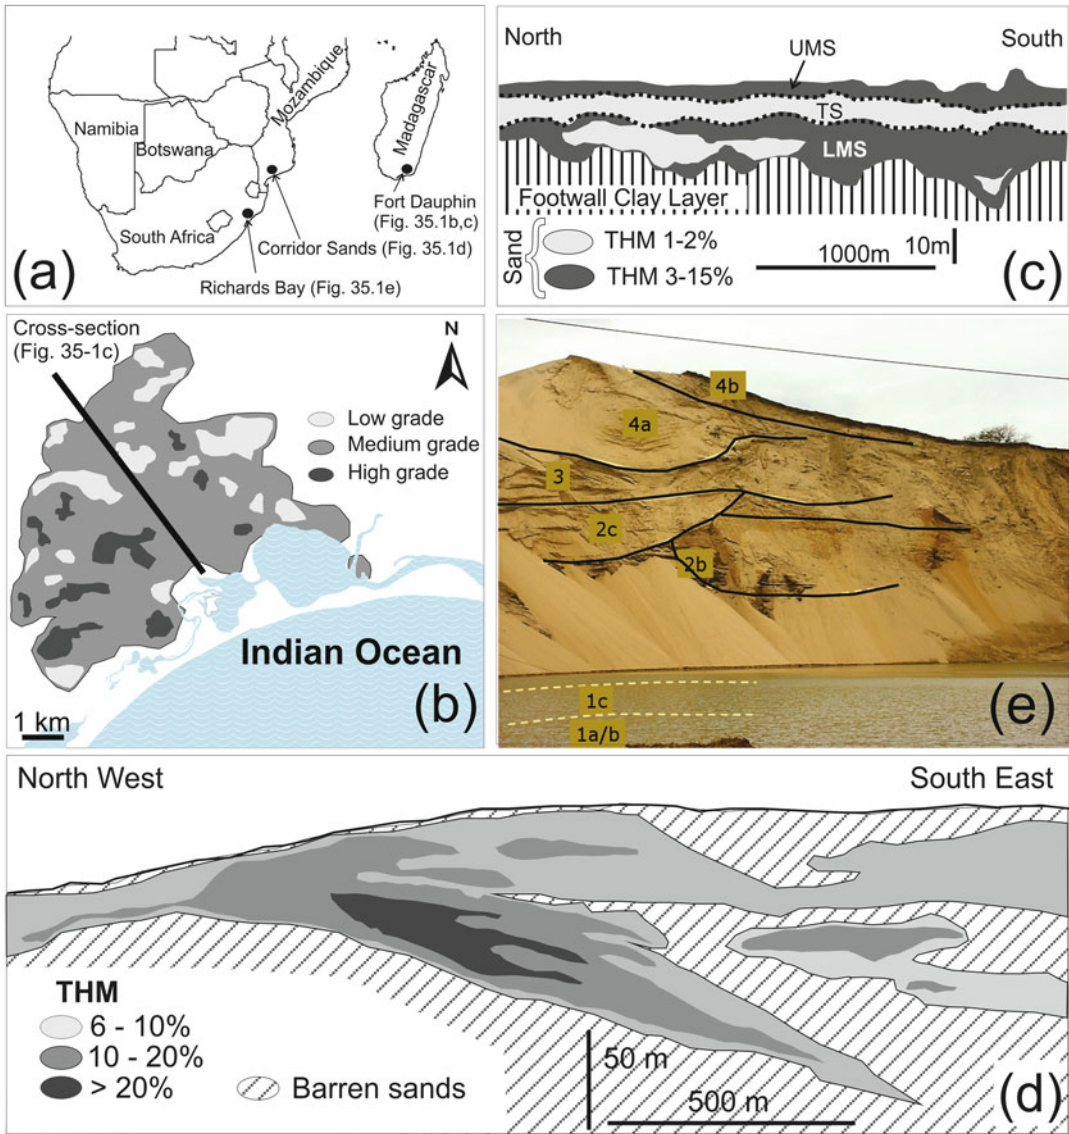 Namibia
Botswana
Mozambique
Madagascar
South Africa
Fort Dauphin
(Fig. 35.1b,c)
Corridor Sands (Fig. 35.1d)
Richards Bay (Fig. 35.1e)
(a)
North
South
UMS
TS
LMS
Footwall Clay Layer
Sand
THM 1-2%
THM 3-15%
1000m
10m
(c)
Cross-section
(Fig. 35-1c)
N
Low grade
Medium grade
High grade
Indian Ocean
1 km
(b)
4b
4a
3
2c
2b
1c
1a/b
(e)
North West
South East
THM
6 - 10%
10 - 20%
> 20%
Barren sands
50 m
500 m
(d)